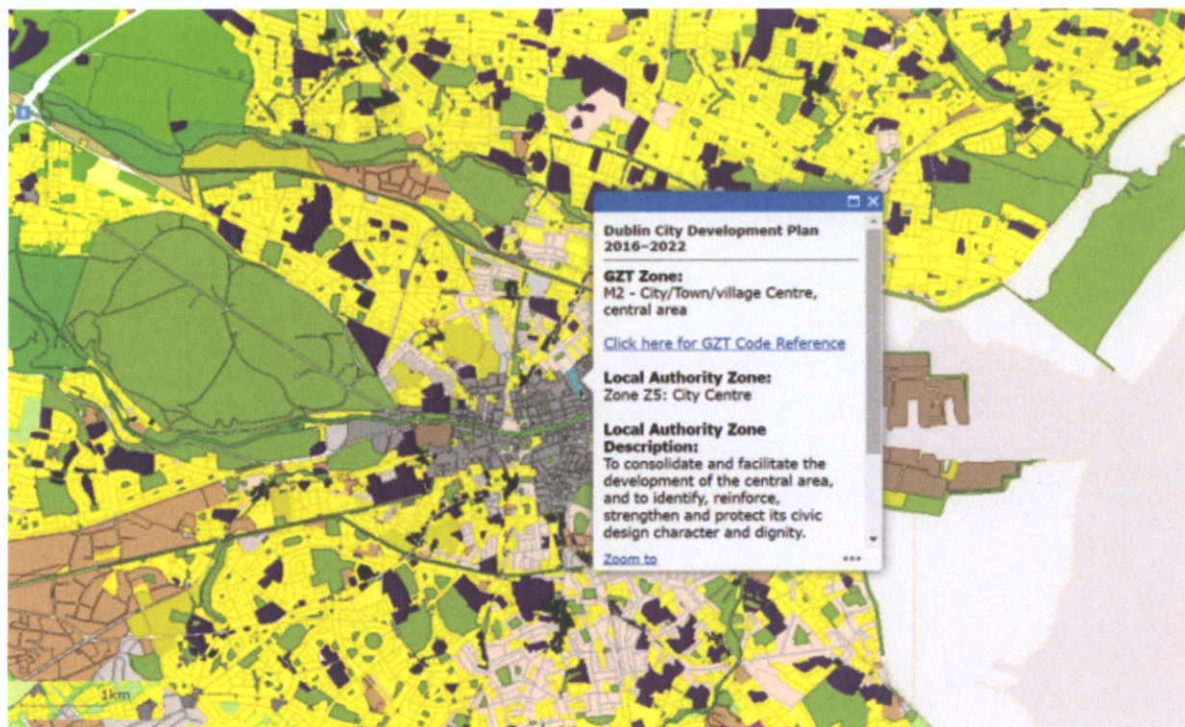 Dublin City Development Plan
2016–2022
GZT Zone:
M2 - City/Town/village Centre,
central area
Click here for GZT Code Reference
Local Authority Zone:
Zone Z5: City Centre
Local Authority Zone
Description:
To consolidate and facilitate the
development of the central area,
and to identify, reinforce,
strengthen and protect its civic
design character and dignity.
Zoom to
1km